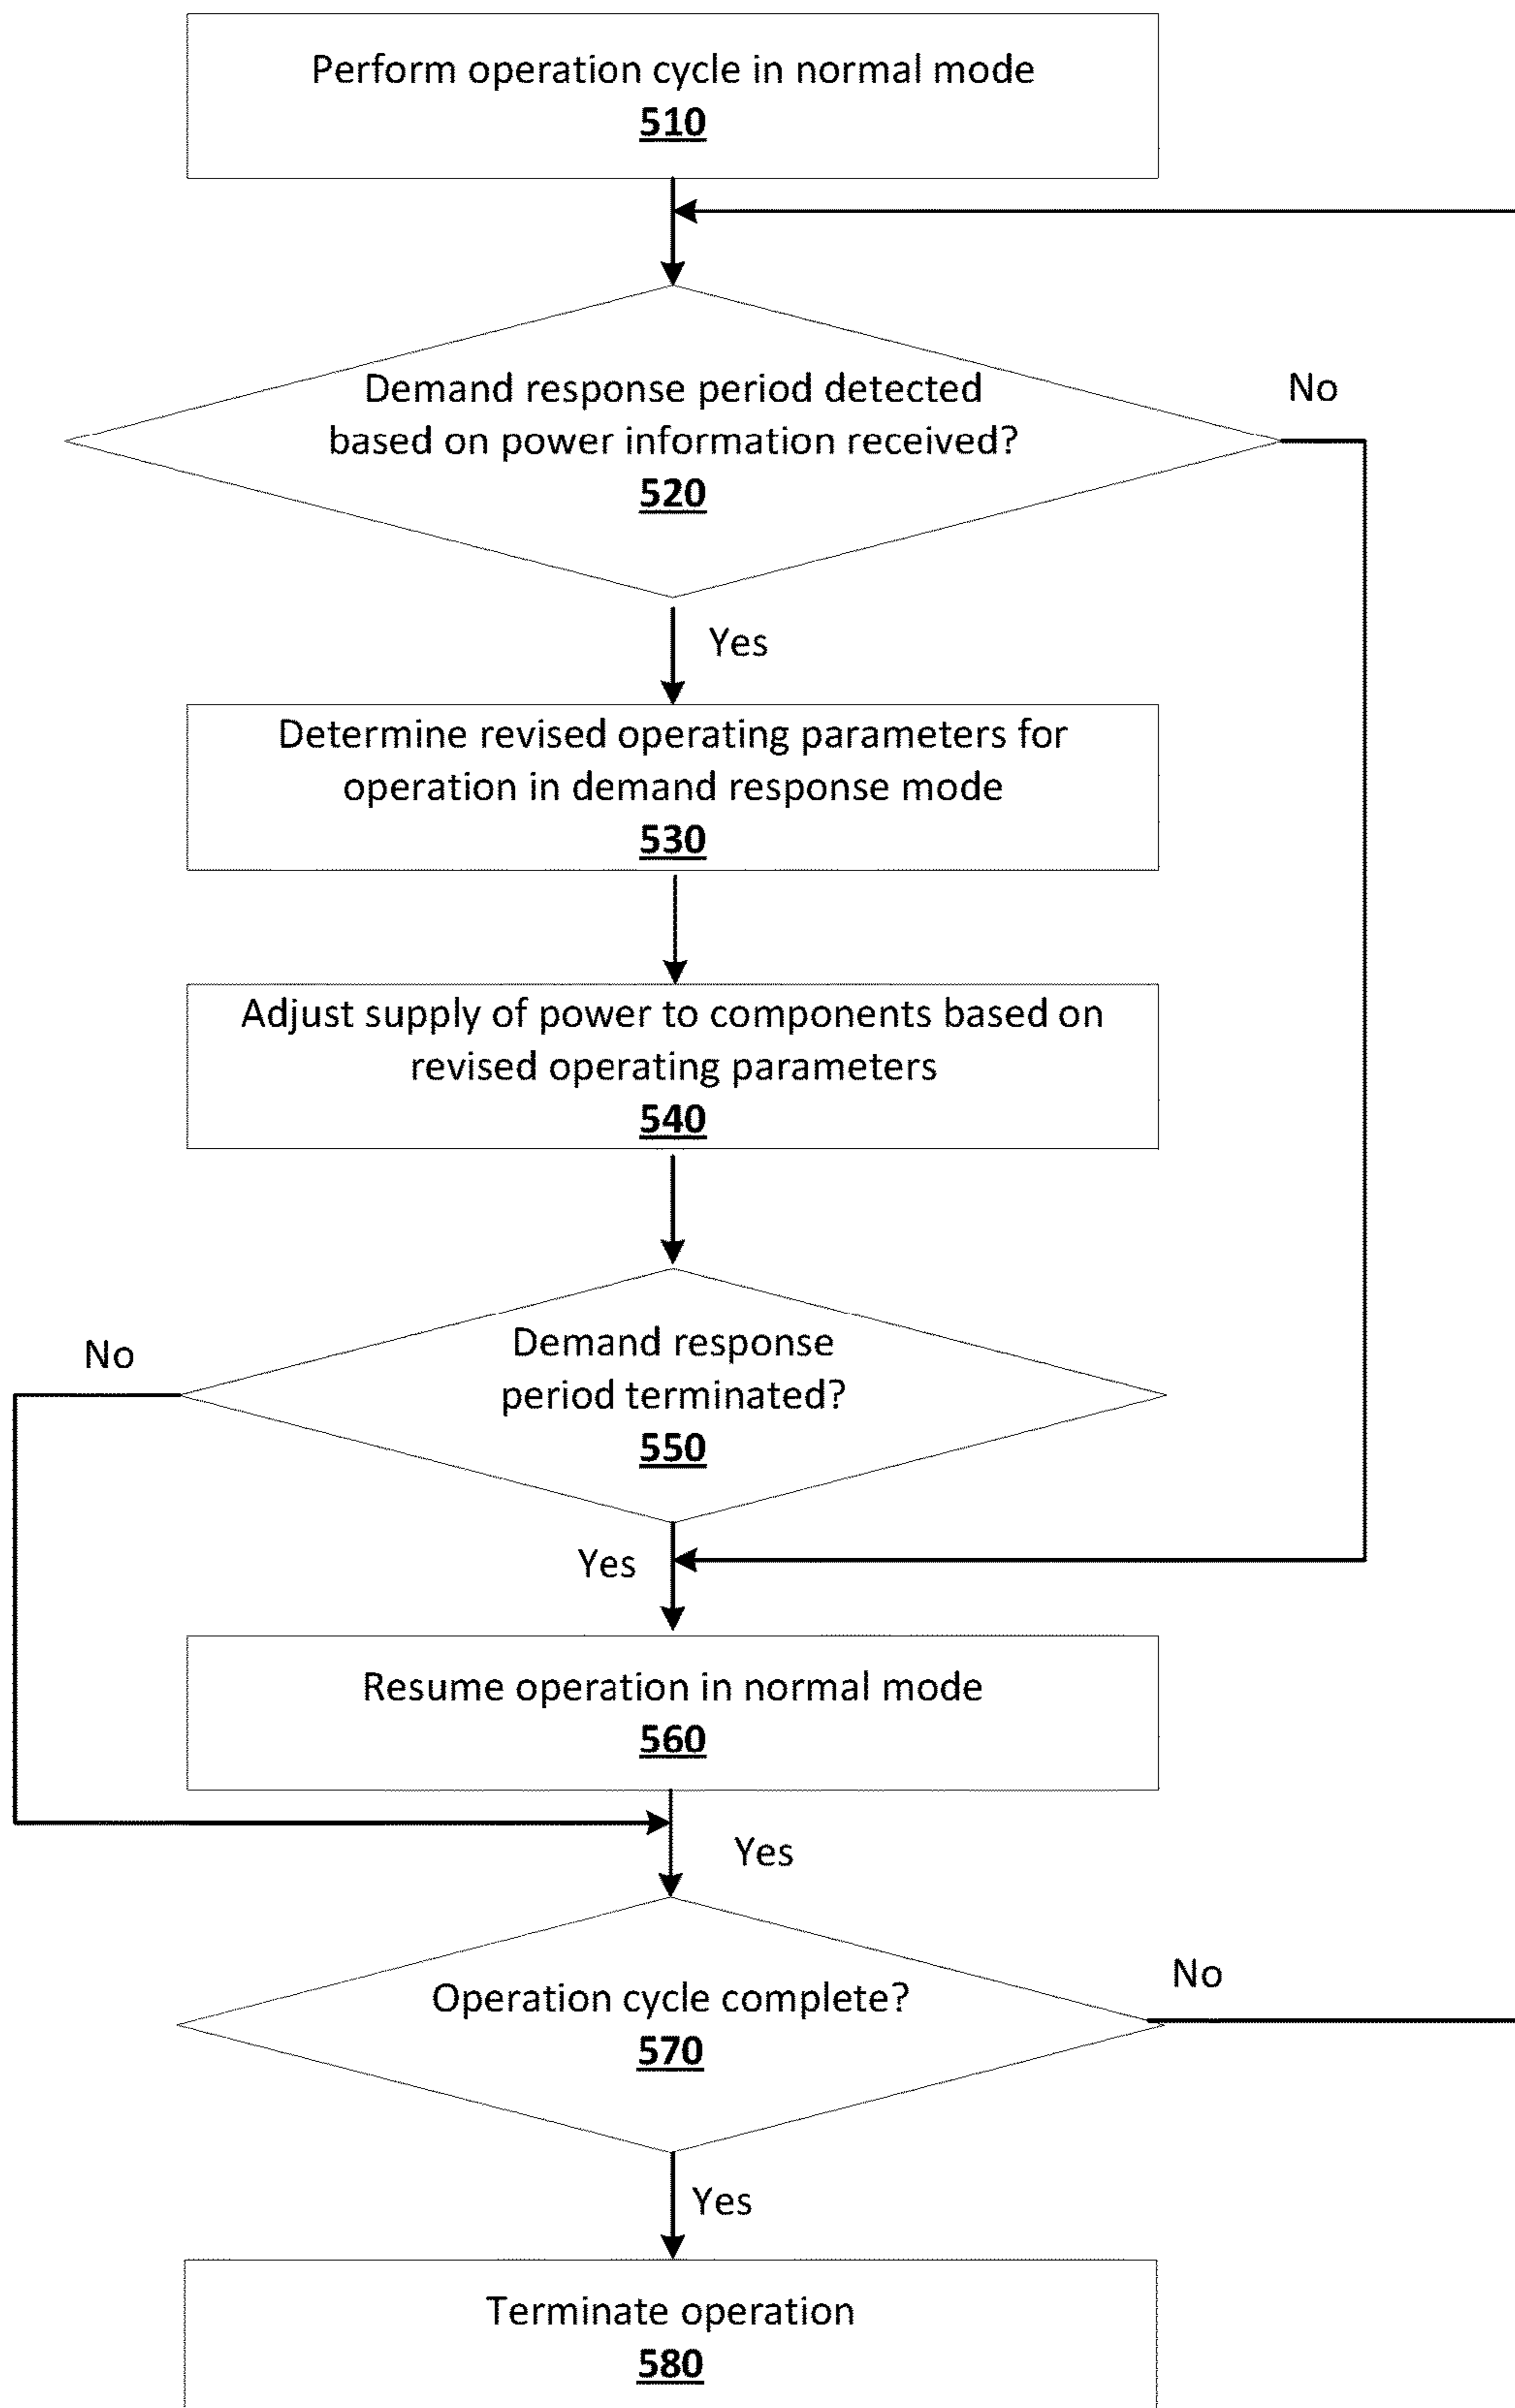 Perform operation cycle in normal mode
510
Demand response period detected
based on power information received?
520
No
Yes
Determine revised operating parameters for
operation in demand response mode
530
Adjust supply of power to components based on
revised operating parameters
540
No
Demand response
period terminated?
550
Yes
Resume operation in normal mode
560
Yes
Operation cycle complete?
570
No
Yes
Terminate operation
580